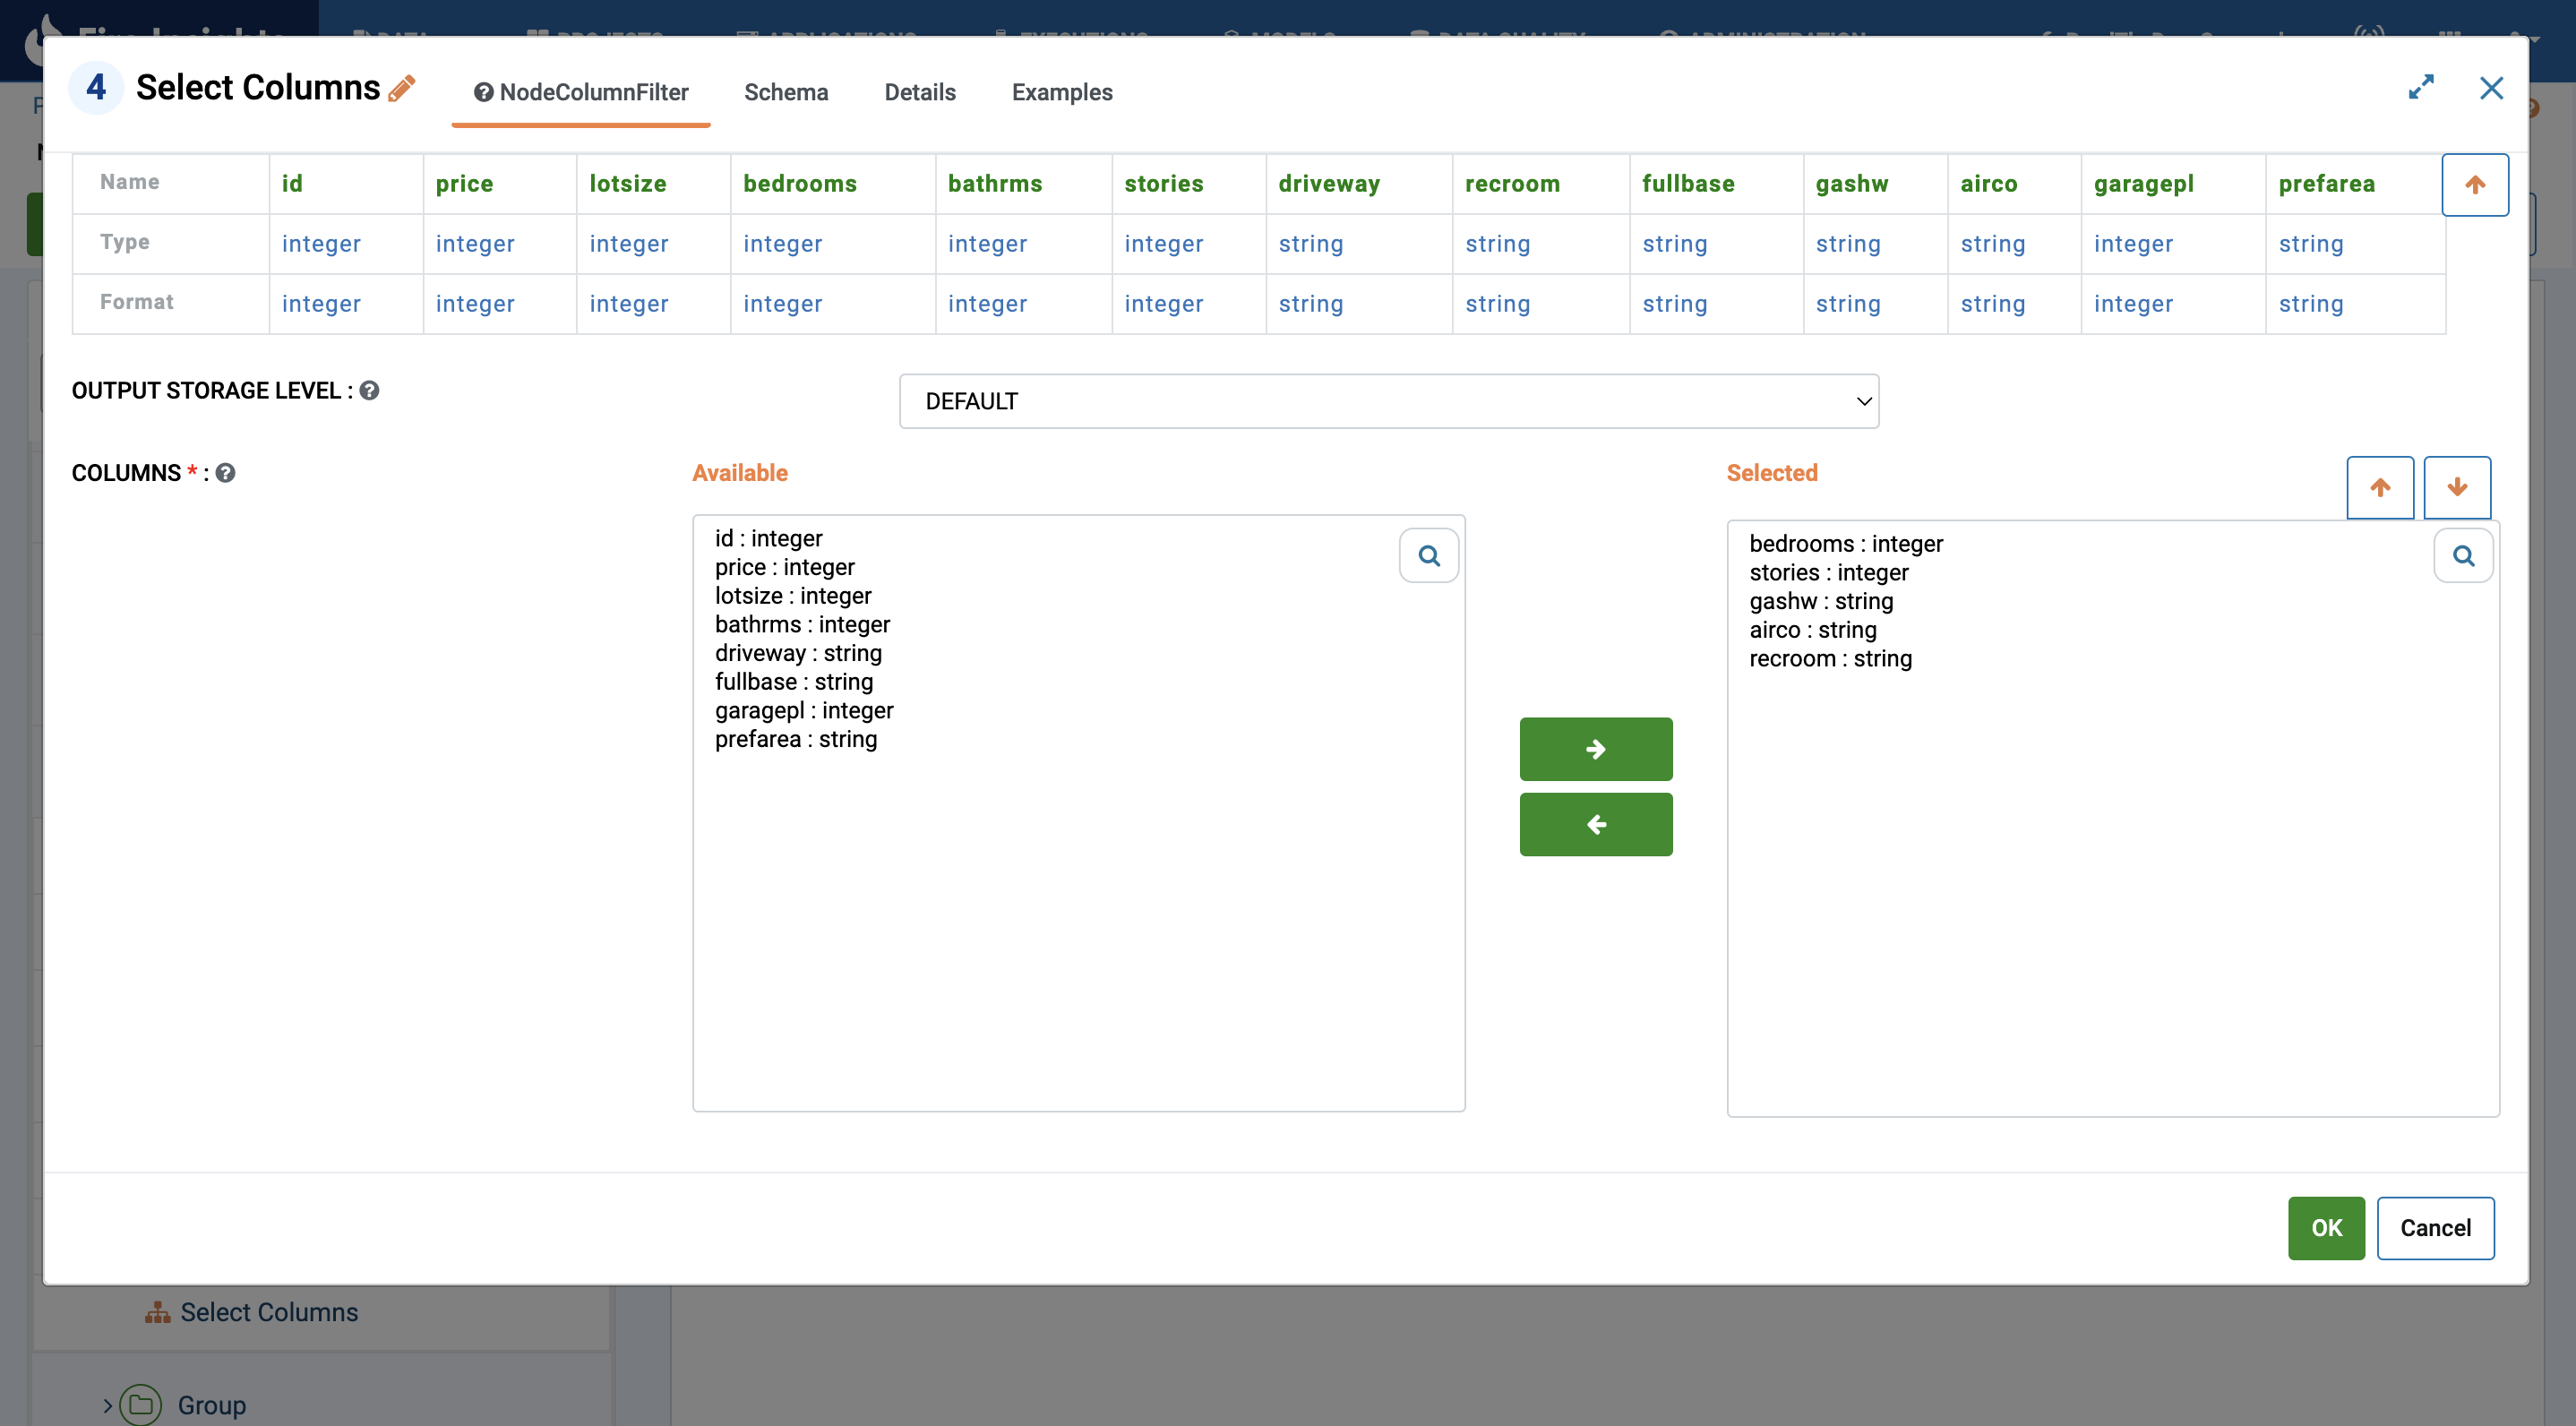 4 Select Columns NodeColumnFilter Schema Details Examples
Name id price lotsize bedrooms bathrms stories driveway recroom fullbase gashw airco garagepl prefarea
Type integer integer integer integer integer integer string string string string string integer string
Format integer integer integer integer integer integer string string string string string integer string
OUTPUT STORAGE LEVEL : DEFAULT
COLUMNS * : Available Selected
id : integer
price : integer
lotsize : integer
bathrms : integer
driveway : string
fullbase : string
garagepl : integer
prefarea : string
bedrooms : integer
stories : integer
gashw : string
airco : string
recroom : string
OK Cancel
Select Columns
Group